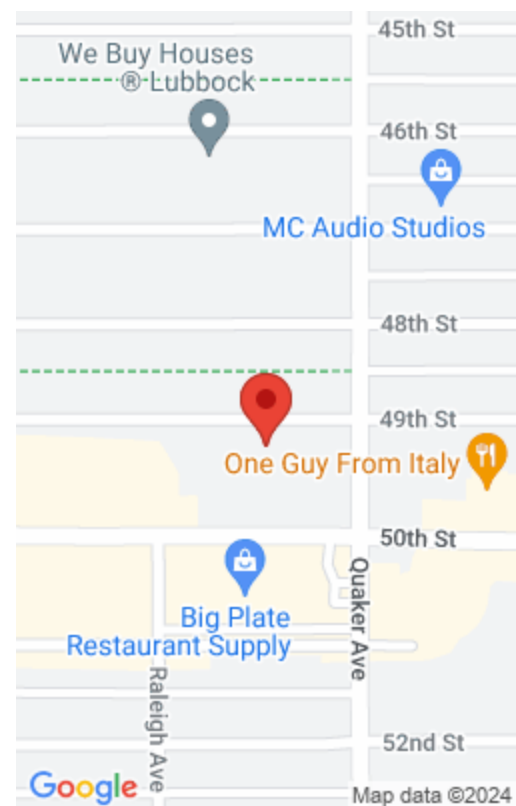 45th St
We Buy Houses
® Lubbock
46th St
MC Audio Studios
48th St
49th St
One Guy From Italy
50th St
Quaker Ave
Big Plate
Restaurant Supply
Raleigh Ave
52nd St
Google
Map data ©2024